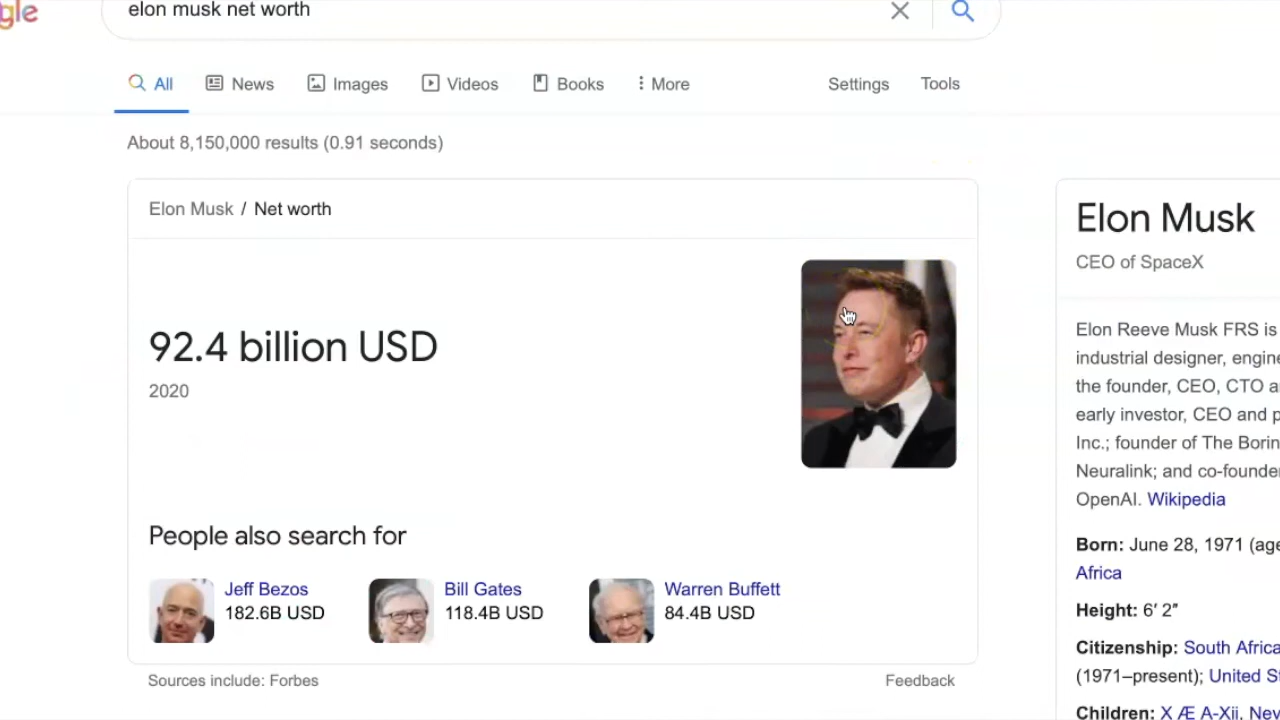 gle
elon musk net worth
All News Images Videos Books More Settings Tools
About 8,150,000 results (0.91 seconds)
Elon Musk / Net worth
92.4 billion USD
2020
People also search for
Jeff Bezos
182.6B USD
Bill Gates
118.4B USD
Warren Buffett
84.4B USD
Sources include: Forbes
Feedback
Elon Musk
CEO of SpaceX
Elon Reeve Musk FRS is
industrial designer, engine
the founder, CEO, CTO a
early investor, CEO and p
Inc.; founder of The Borin
Neuralink; and co-founde
OpenAI. Wikipedia
Born: June 28, 1971 (age
Africa
Height: 6′ 2″
Citizenship: South Africa
(1971–present); United S
Children: X Æ A-Xii, Nev